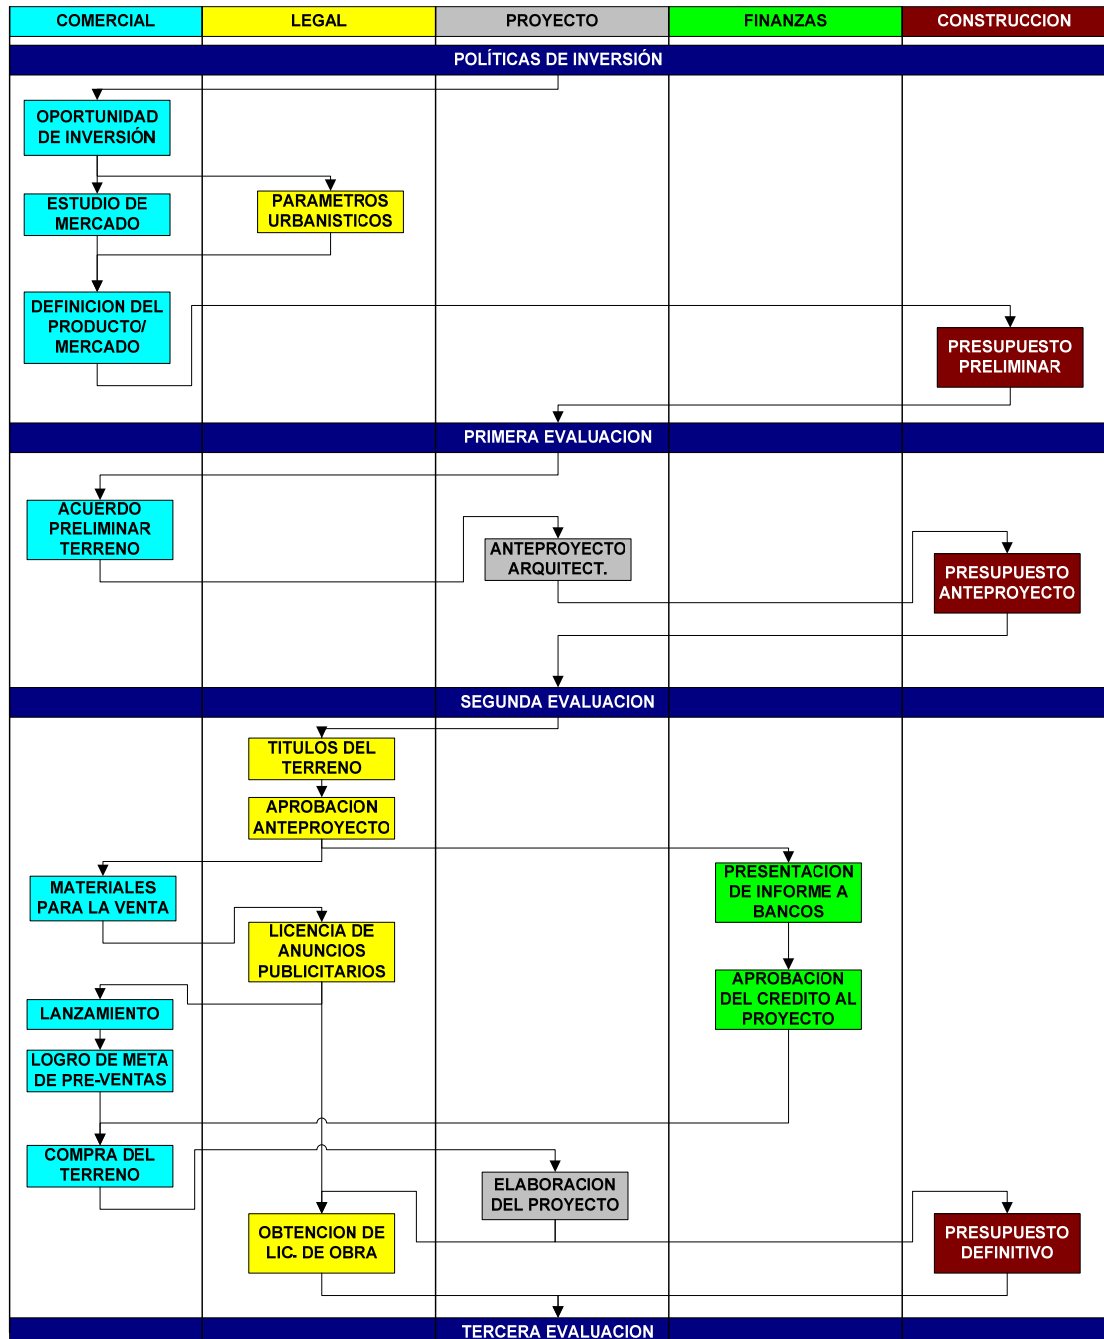 COMERCIAL
LEGAL
PROYECTO
FINANZAS
CONSTRUCCION
POLÍTICAS DE INVERSIÓN
OPORTUNIDAD
DE INVERSIÓN
ESTUDIO DE
MERCADO
PARAMETROS
URBANISTICOS
DEFINICION DEL
PRODUCTO/
MERCADO
PRESUPUESTO
PRELIMINAR
PRIMERA EVALUACION
ACUERDO
PRELIMINAR
TERRENO
ANTEPROYECTO
ARQUITECT.
PRESUPUESTO
ANTEPROYECTO
SEGUNDA EVALUACION
TITULOS DEL
TERRENO
APROBACION
ANTEPROYECTO
MATERIALES
PARA LA VENTA
PRESENTACION
DE INFORME A
BANCOS
LICENCIA DE
ANUNCIOS
PUBLICITARIOS
APROBACION
DEL CREDITO AL
PROYECTO
LANZAMIENTO
LOGRO DE META
DE PRE-VENTAS
COMPRA DEL
TERRENO
ELABORACION
DEL PROYECTO
OBTENCION DE
LIC. DE OBRA
PRESUPUESTO
DEFINITIVO
TERCERA EVALUACION